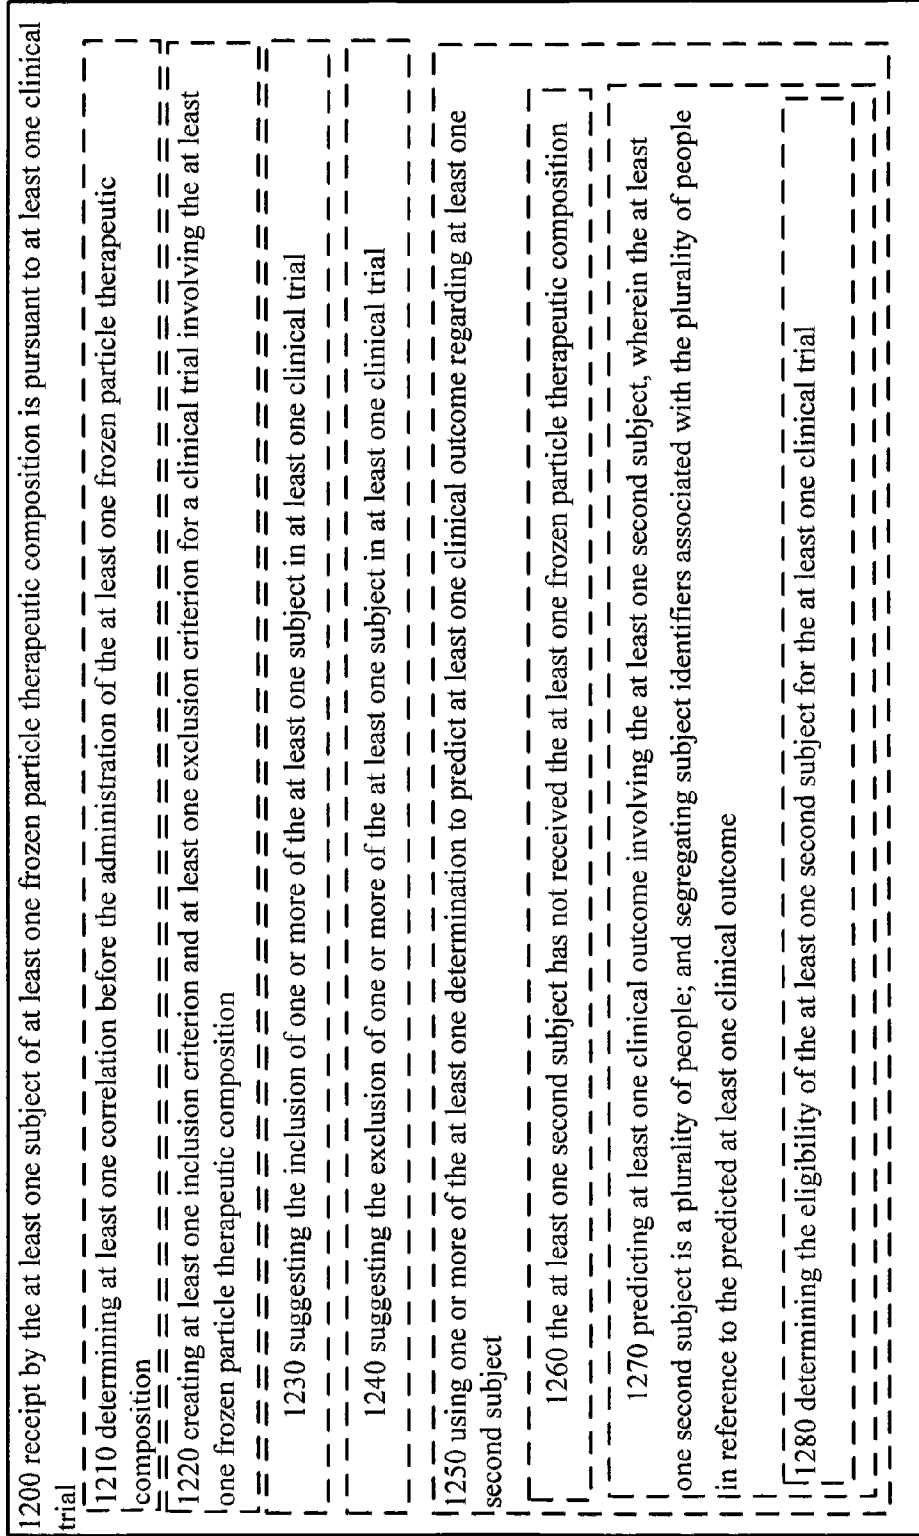 1200 receipt by the at least one subject of at least one frozen particle therapeutic composition is pursuant to at least one clinical
trial
1210 determining at least one correlation before the administration of the at least one frozen particle therapeutic
composition
1220 creating at least one inclusion criterion and at least one exclusion criterion for a clinical trial involving the at least
one frozen particle therapeutic composition
1230 suggesting the inclusion of one or more of the at least one subject in at least one clinical trial
1240 suggesting the exclusion of one or more of the at least one subject in at least one clinical trial
1250 using one or more of the at least one determination to predict at least one clinical outcome regarding at least one
second subject
1260 the at least one second subject has not received the at least one frozen particle therapeutic composition
1270 predicting at least one clinical outcome involving the at least one second subject, wherein the at least
one second subject is a plurality of people; and segregating subject identifiers associated with the plurality of people
in reference to the predicted at least one clinical outcome
1280 determining the eligibility of the at least one second subject for the at least one clinical trial